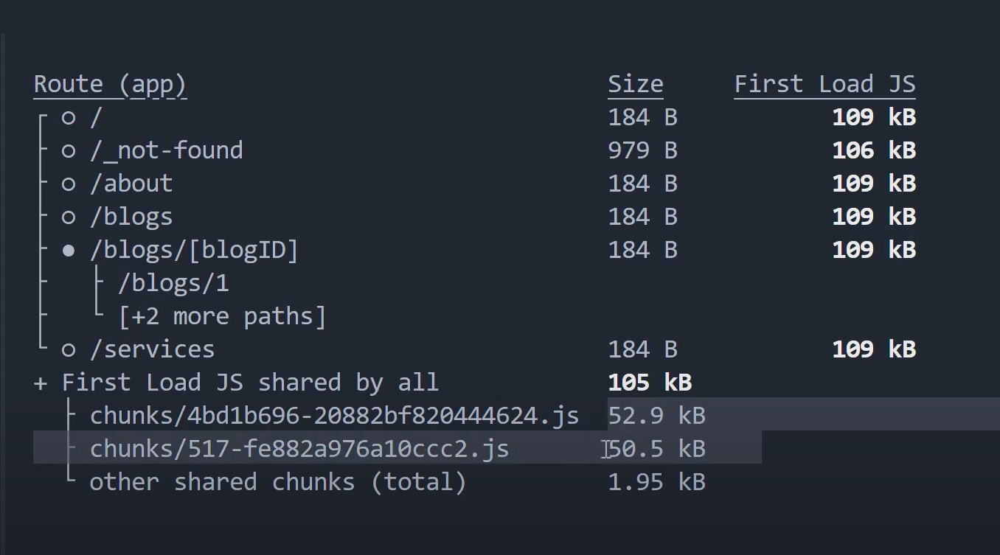 Route (app) Size First Load JS
┌ ○ / 184 B 109 kB
├ ○ /_not-found 979 B 106 kB
├ ○ /about 184 B 109 kB
├ ○ /blogs 184 B 109 kB
├ ● /blogs/[blogID] 184 B 109 kB
├ ├ /blogs/1
├ └ [+2 more paths]
└ ○ /services 184 B 109 kB
+ First Load JS shared by all 105 kB
├ chunks/4bd1b696-20882bf820444624.js 52.9 kB
├ chunks/517-fe882a976a10ccc2.js 50.5 kB
└ other shared chunks (total) 1.95 kB